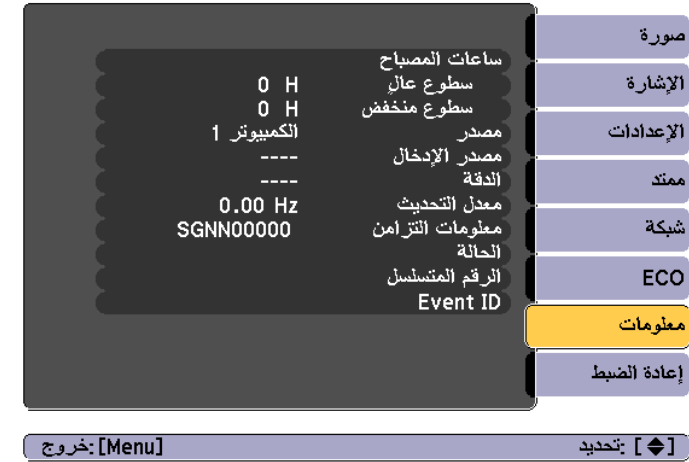 صورة
الإشارة
الإعدادات
ممتد
شبكة
ECO
معلومات
إعادة الضبط
ساعات المصباح
سطوع عالٍ 0 H
سطوع منخفض 0 H
مصدر الكمبيوتر 1
مصدر الإدخال ----
الدقة ----
معدل التحديث 0.00 Hz
معلومات التزامن SGNN00000
الحالة
الرقم المتسلسل
Event ID
[◆] :تحديد [Menu]:خروج